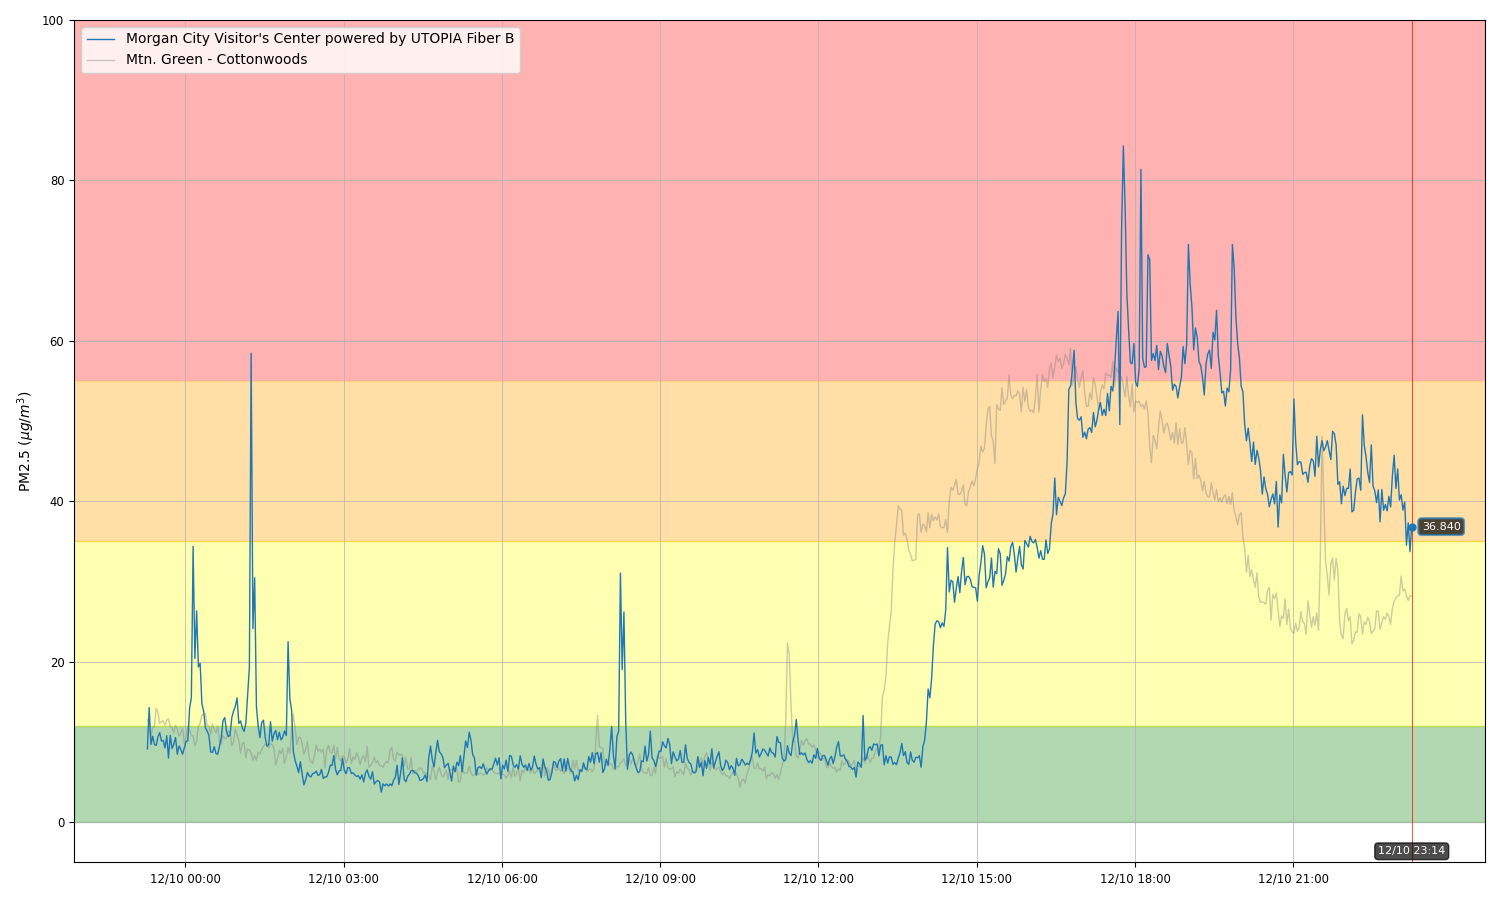 100
Morgan City Visitor's Center powered by UTOPIA Fiber B
Mtn. Green - Cottonwoods
80
60
PM2.5 (μg/m³)
40
36.840
20
0
12/10 23:14
12/10 00:00 12/10 03:00 12/10 06:00 12/10 09:00 12/10 12:00 12/10 15:00 12/10 18:00 12/10 21:00